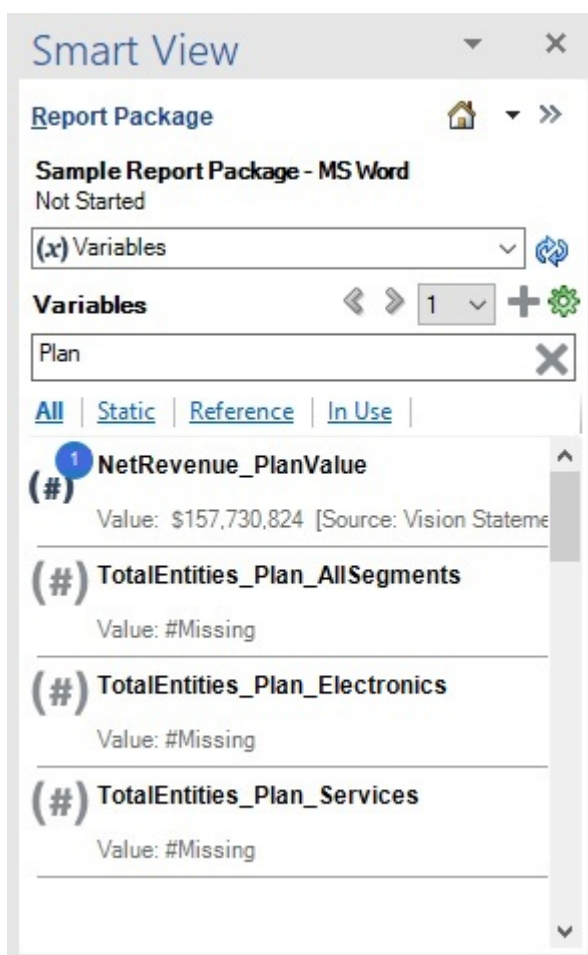 Smart View
Report Package
Sample Report Package - MS Word
Not Started
(x) Variables
Variables 1
Plan
All | Static | Reference | In Use |
1
(#) NetRevenue_PlanValue
Value: $157,730,824 [Source: Vision Stateme
(#) TotalEntities_Plan_AllSegments
Value: #Missing
(#) TotalEntities_Plan_Electronics
Value: #Missing
(#) TotalEntities_Plan_Services
Value: #Missing